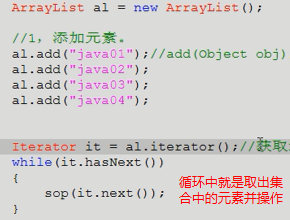 ArrayList al = new ArrayList();
//1，添加元素。
al.add("java01");//add(Object obj)
al.add("java02");
al.add("java03");
al.add("java04");
Iterator it = al.iterator();//获取
while(it.hasNext())
{
sop(it.next());
}
循环中就是取出集
合中的元素并操作